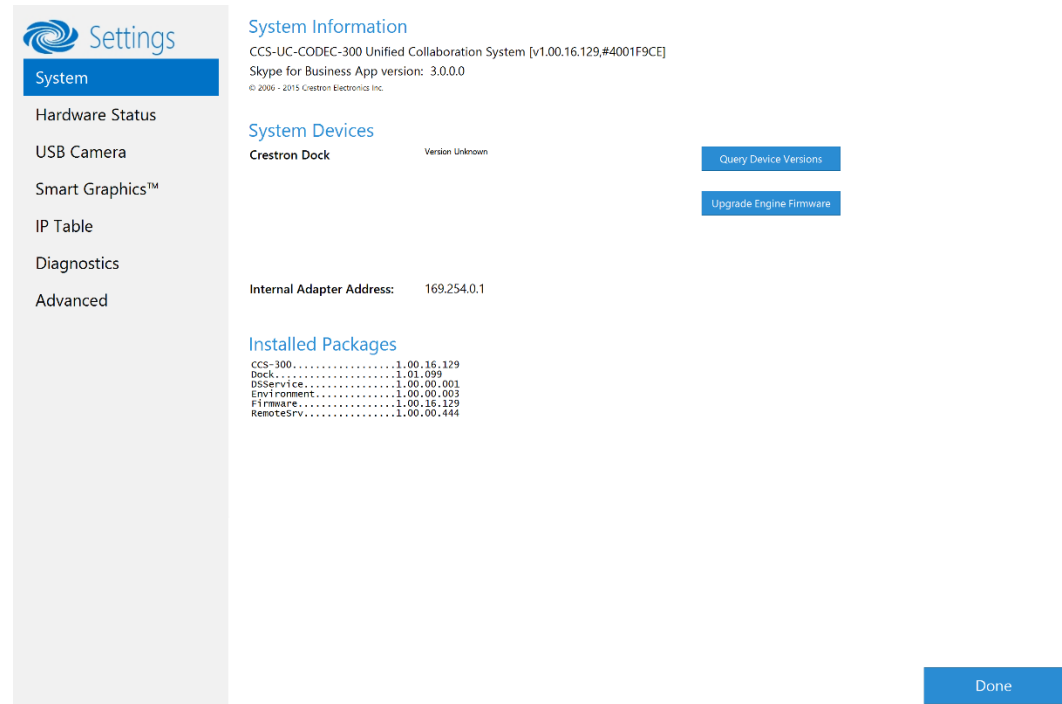 Settings
System
Hardware Status
USB Camera
Smart Graphics™
IP Table
Diagnostics
Advanced
System Information
CCS-UC-CODEC-300 Unified Collaboration System [v1.00.16.129,#4001F9CE]
Skype for Business App version: 3.0.0.0
© 2006 - 2015 Crestron Electronics Inc.
System Devices
Crestron Dock Version Unknown Query Device Versions
Upgrade Engine Firmware
Internal Adapter Address: 169.254.0.1
Installed Packages
CCS-300..................1.00.16.129
Dock.....................1.01.099
DSService................1.00.00.001
Environment..............1.00.00.003
Firmware.................1.00.16.129
RemoteSrv................1.00.00.444
Done